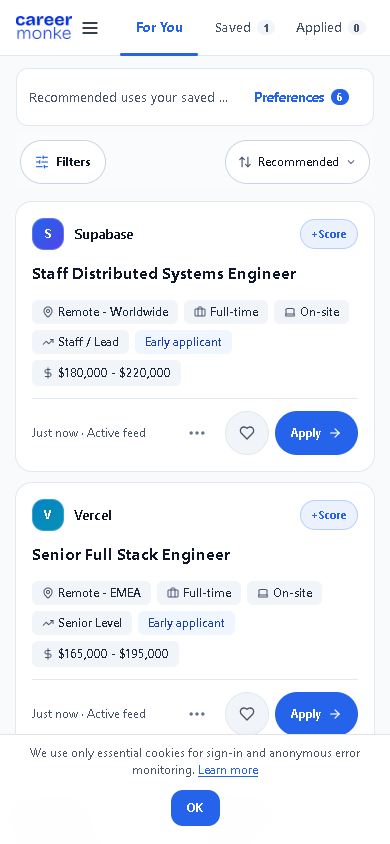 career
monke
For You
Saved 1
Applied 0
Recommended uses your saved ...
Preferences 6
Filters
Recommended
S
Supabase
+Score
Staff Distributed Systems Engineer
Remote - Worldwide
Full-time
On-site
Staff / Lead
Early applicant
$180,000 - $220,000
Just now · Active feed
Apply
V
Vercel
+Score
Senior Full Stack Engineer
Remote - EMEA
Full-time
On-site
Senior Level
Early applicant
$165,000 - $195,000
Just now · Active feed
Apply
We use only essential cookies for sign-in and anonymous error
monitoring. Learn more
OK